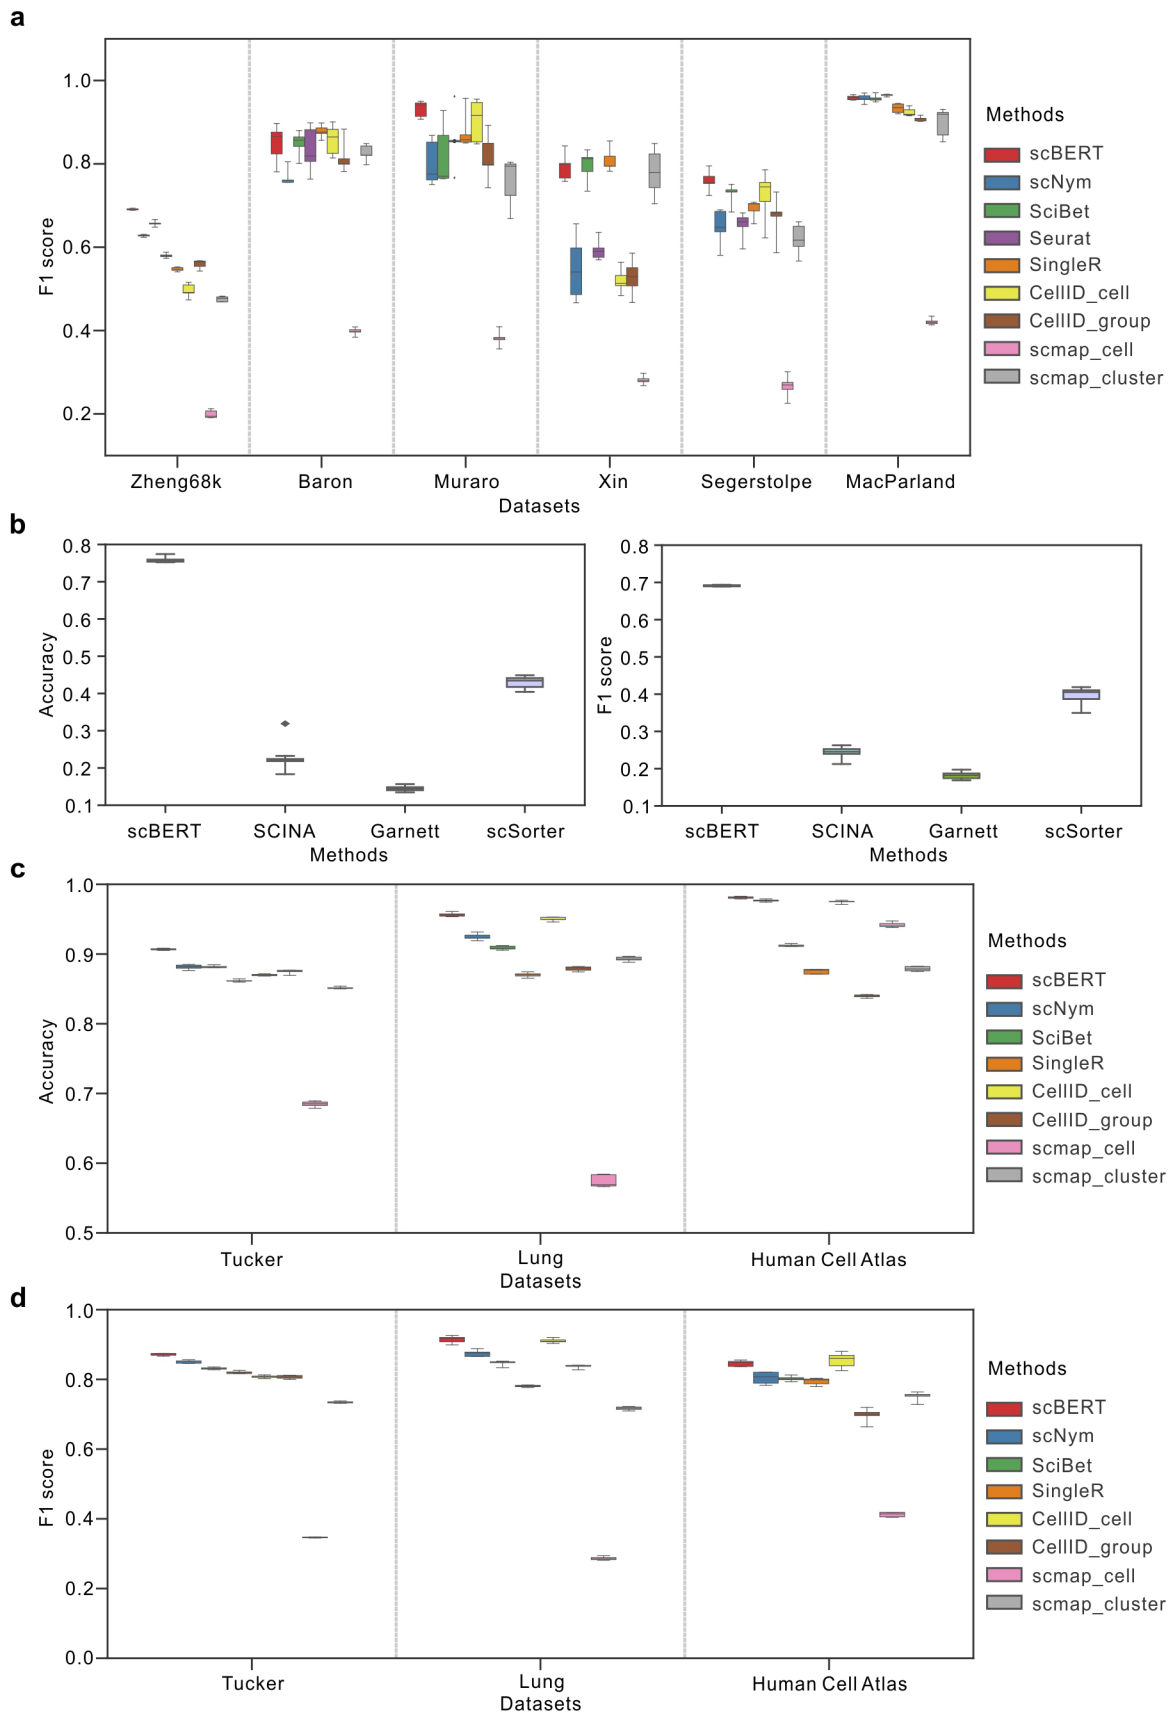 a
1.0
0.8
0.6
0.4
0.2
F1 score
Zheng68k
Baron
Muraro
Xin
Segerstolpe
MacParland
Datasets
Methods
scBERT
scNym
SciBet
Seurat
SingleR
CellID_cell
CellID_group
scmap_cell
scmap_cluster
b
0.8
0.7
0.6
0.5
0.4
0.3
0.2
0.1
Accuracy
scBERT
SCINA
Garnett
scSorter
Methods
0.8
0.7
0.6
0.5
0.4
0.3
0.2
0.1
F1 score
scBERT
SCINA
Garnett
scSorter
Methods
c
1.0
0.9
0.8
0.7
0.6
0.5
Accuracy
Tucker
Lung
Human Cell Atlas
Datasets
Methods
scBERT
scNym
SciBet
SingleR
CellID_cell
CellID_group
scmap_cell
scmap_cluster
d
1.0
0.8
0.6
0.4
0.2
0.0
F1 score
Tucker
Lung
Human Cell Atlas
Datasets
Methods
scBERT
scNym
SciBet
SingleR
CellID_cell
CellID_group
scmap_cell
scmap_cluster